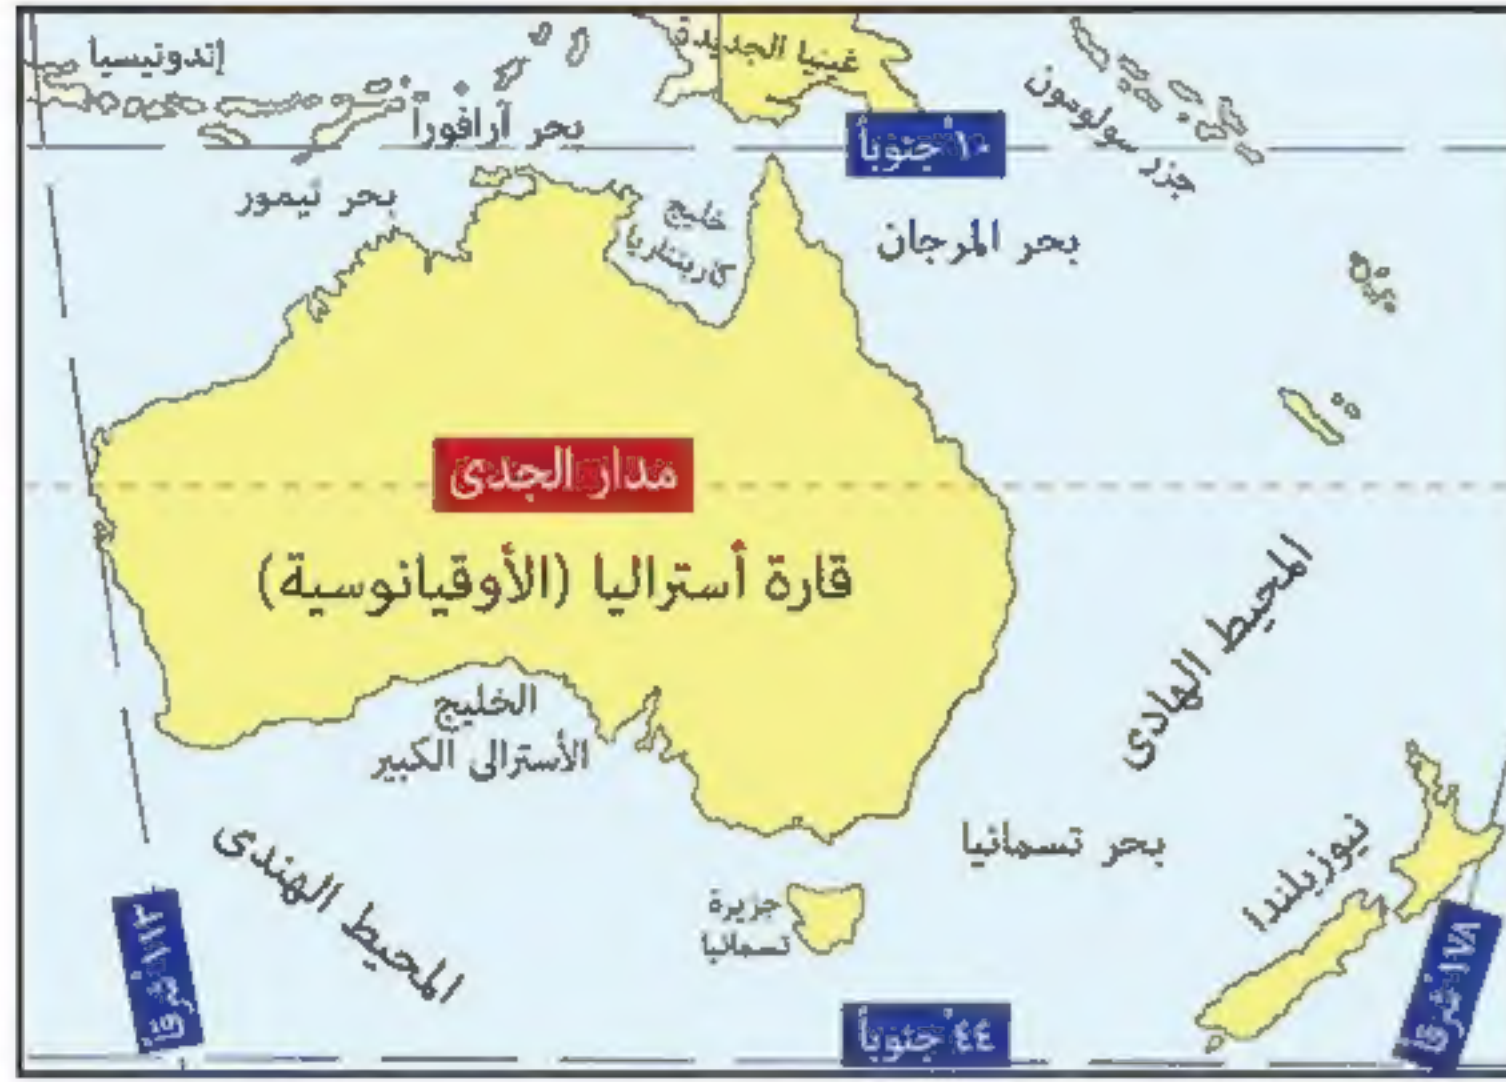 إندونيسيا
غينيا الجديدة
بحر آرافورا
١٠ْ جنوباً
جزر سولومون
بحر تيمور
خليج
كاربنتاريا
بحر المرجان
مدار الجدى
قارة أستراليا (الأوقيانوسية)
المحيط الهادى
الخليج
الأسترالى الكبير
بحر تسمانيا
نيوزيلندا
المحيط الهندى
جزيرة
تسمانيا
١١٢ْ شرقاً
١٧٨ْ شرقاً
٤٤ْ جنوباً